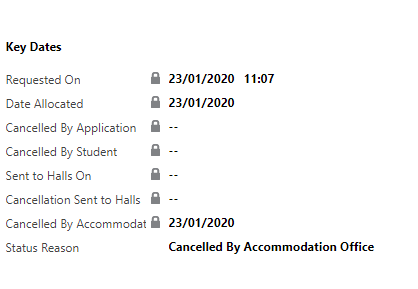 Key Dates
Requested On 23/01/2020 11:07
Date Allocated 23/01/2020
Cancelled By Application --
Cancelled By Student --
Sent to Halls On --
Cancellation Sent to Halls --
Cancelled By Accommodat 23/01/2020
Status Reason Cancelled By Accommodation Office